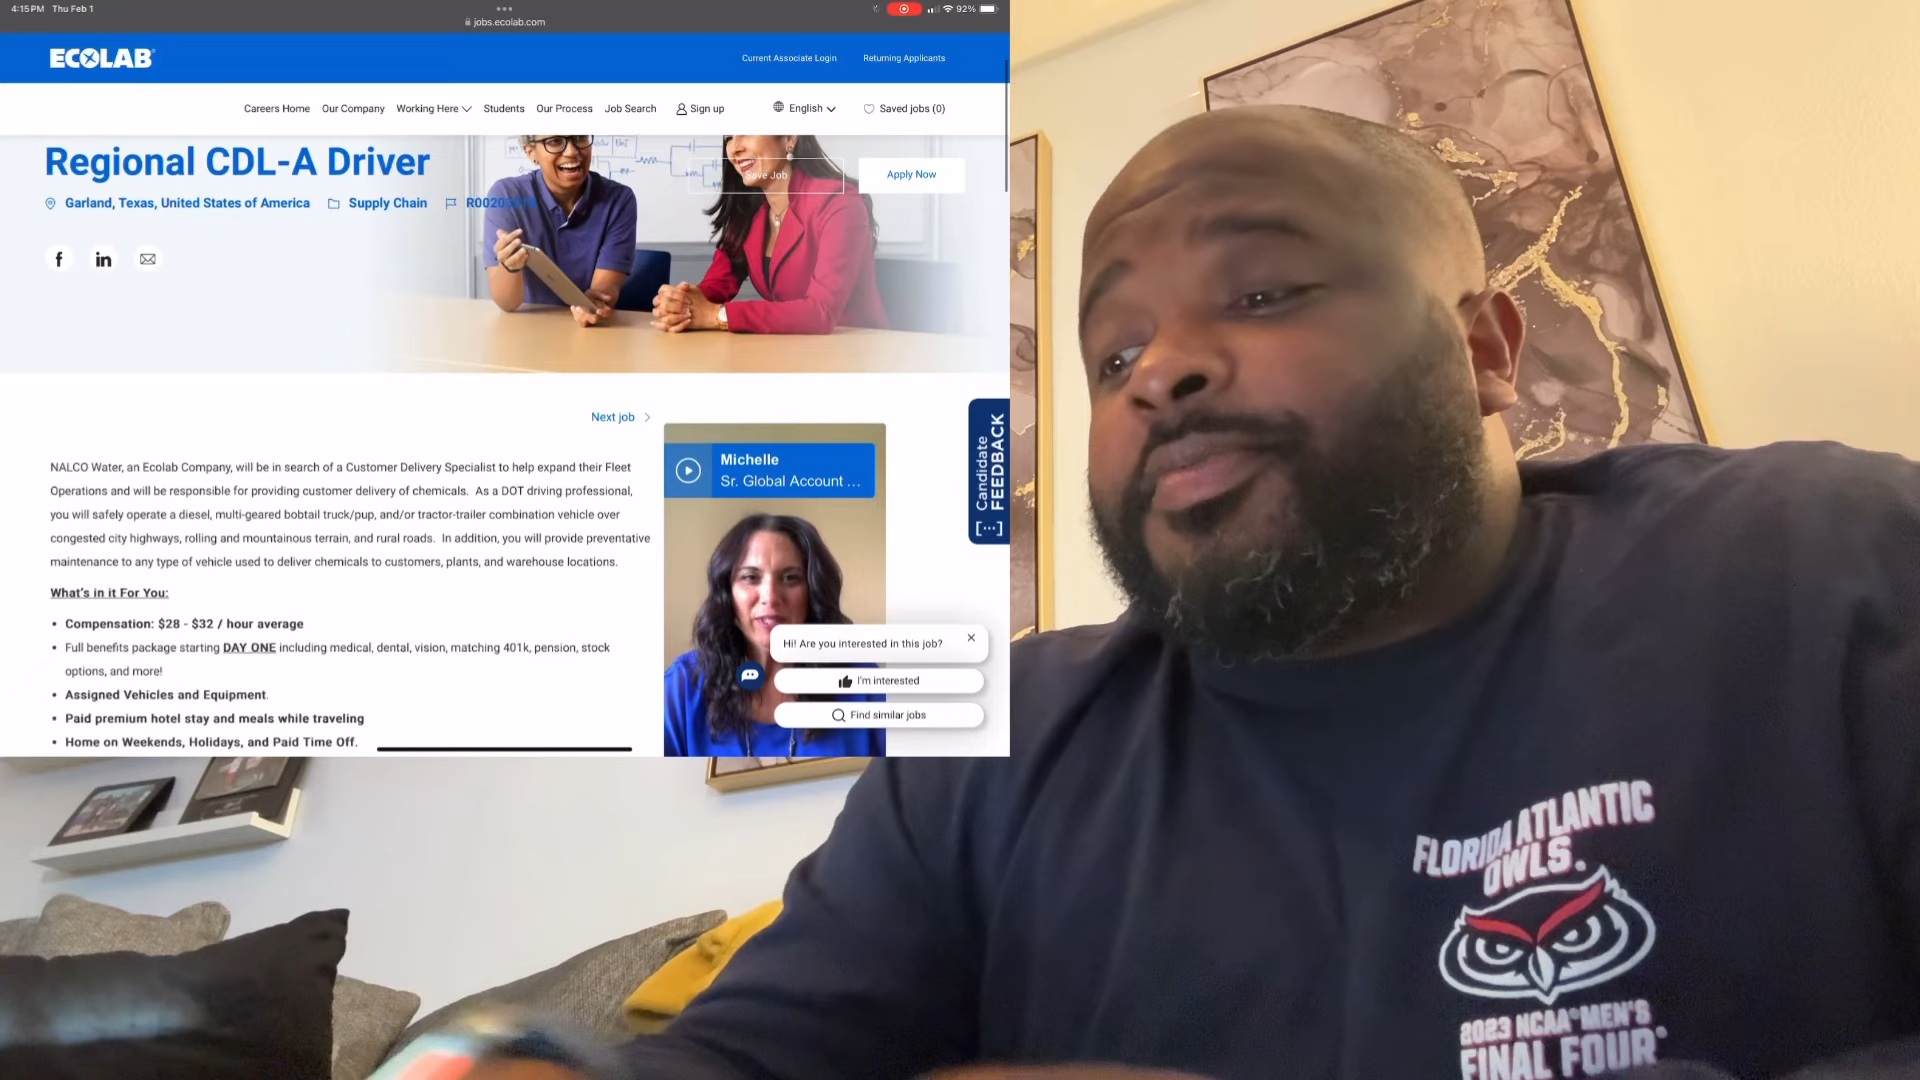 4:15PM Thu Feb 1
92%
jobs.ecolab.com
ECOLAB
Current Associate Login
Returning Applicants
Careers Home
Our Company
Working Here
Students
Our Process
Job Search
Sign up
English
Saved jobs (0)
Regional CDL-A Driver
Save Job
Apply Now
Garland, Texas, United States of America
Supply Chain
f
in
Next job
NALCO Water, an Ecolab Company, will be in search of a Customer Delivery Specialist to help expand their Fleet
Operations and will be responsible for providing customer delivery of chemicals. As a DOT driving professional,
you will safely operate a diesel, multi-geared bobtail truck/pup, and/or tractor-trailer combination vehicle over
congested city highways, rolling and mountainous terrain, and rural roads. In addition, you will provide preventative
maintenance to any type of vehicle used to deliver chemicals to customers, plants, and warehouse locations.
What's in it For You:
• Compensation: $28 - $32 / hour average
• Full benefits package starting DAY ONE including medical, dental, vision, matching 401k, pension, stock
options, and more!
• Assigned Vehicles and Equipment.
• Paid premium hotel stay and meals while traveling
• Home on Weekends, Holidays, and Paid Time Off.
Michelle
Sr. Global Account ...
Candidate
FEEDBACK
Hi! Are you interested in this job?
I'm interested
Find similar jobs
FLORIDA ATLANTIC
OWLS.
2023 NCAA® MEN'S
FINAL FOUR®